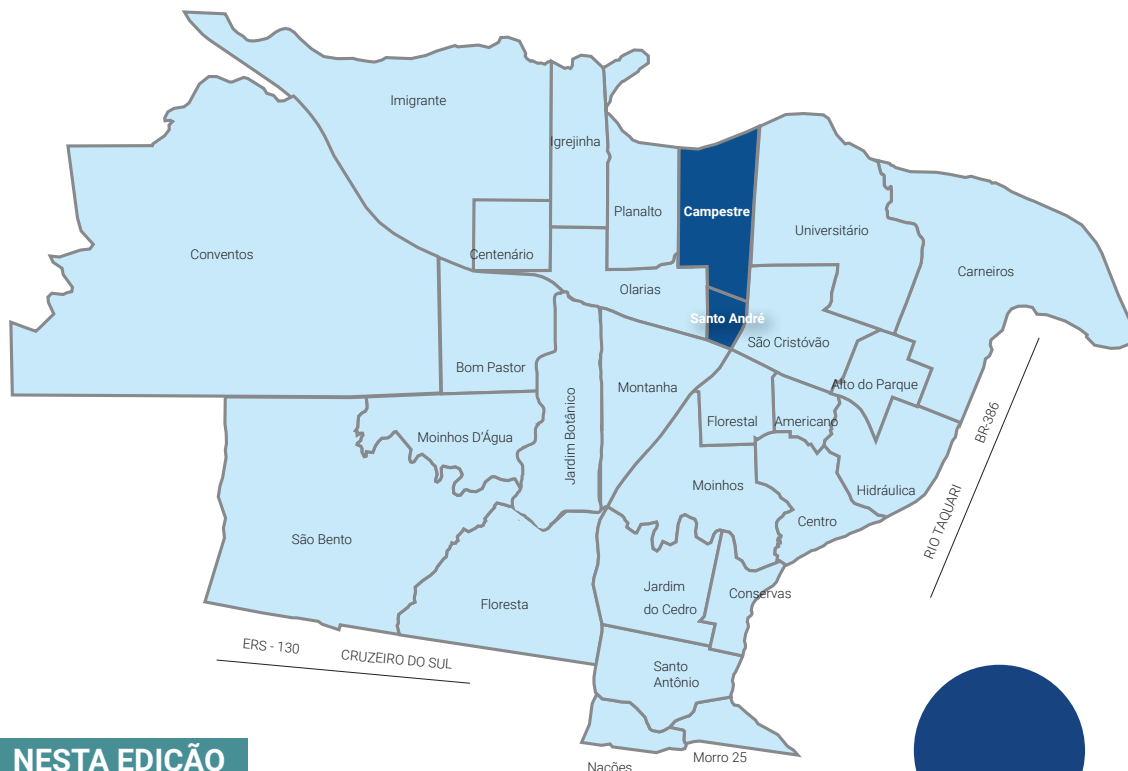 Imigrante
Igrejinha
Planalto
Campestre
Universitário
Conventos
Centenário
Carneiros
Olarias
Santo André
São Cristóvão
Bom Pastor
Montanha
Alto do Parque
Jardim Botânico
Florestal
Americano
Moinhos D'Água
Moinhos
Hidráulica
Centro
São Bento
Jardim
do Cedro
Conservas
Floresta
BR-386
RIO TAQUARI
ERS - 130
CRUZEIRO DO SUL
Santo
Antônio
NESTA EDIÇÃO
Nações
Morro 25